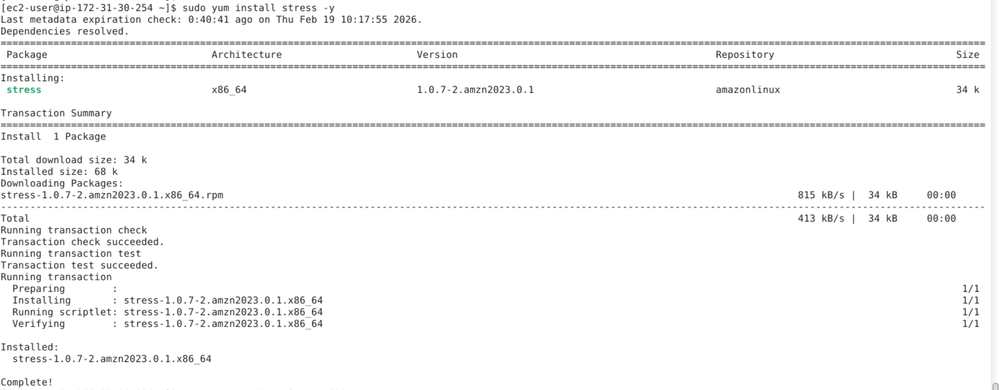 [ec2-user@ip-172-31-30-254 ~]$ sudo yum install stress -y
Last metadata expiration check: 0:40:41 ago on Thu Feb 19 10:17:55 2026.
Dependencies resolved.
Package Architecture Version Repository Size
Installing:
stress x86_64 1.0.7-2.amzn2023.0.1 amazonlinux 34 k
Transaction Summary
Install 1 Package
Total download size: 34 k
Installed size: 68 k
Downloading Packages:
stress-1.0.7-2.amzn2023.0.1.x86_64.rpm 815 kB/s | 34 kB 00:00
Total 413 kB/s | 34 kB 00:00
Running transaction check
Transaction check succeeded.
Running transaction test
Transaction test succeeded.
Running transaction
Preparing : 1/1
Installing : stress-1.0.7-2.amzn2023.0.1.x86_64 1/1
Running scriptlet: stress-1.0.7-2.amzn2023.0.1.x86_64 1/1
Verifying : stress-1.0.7-2.amzn2023.0.1.x86_64 1/1
Installed:
stress-1.0.7-2.amzn2023.0.1.x86_64
Complete!